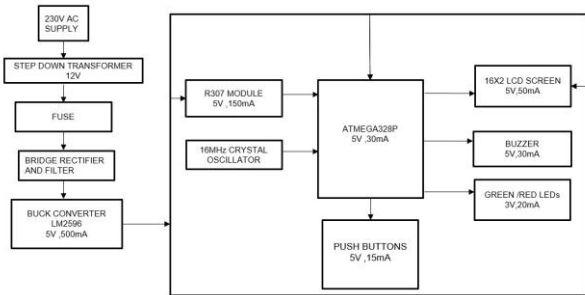 230V AC
SUPPLY
STEP DOWN TRANSFORMER
12V
FUSE
BRIDGE RECTIFIER
AND FILTER
BUCK CONVERTER
LM2596
5V ,500mA
R307 MODULE
5V ,150mA
16MHz CRYSTAL
OSCILLATOR
ATMEGA328P
5V ,30mA
PUSH BUTTONS
5V ,15mA
16X2 LCD SCREEN
5V,50mA
BUZZER
5V,30mA
GREEN /RED LEDs
3V,20mA